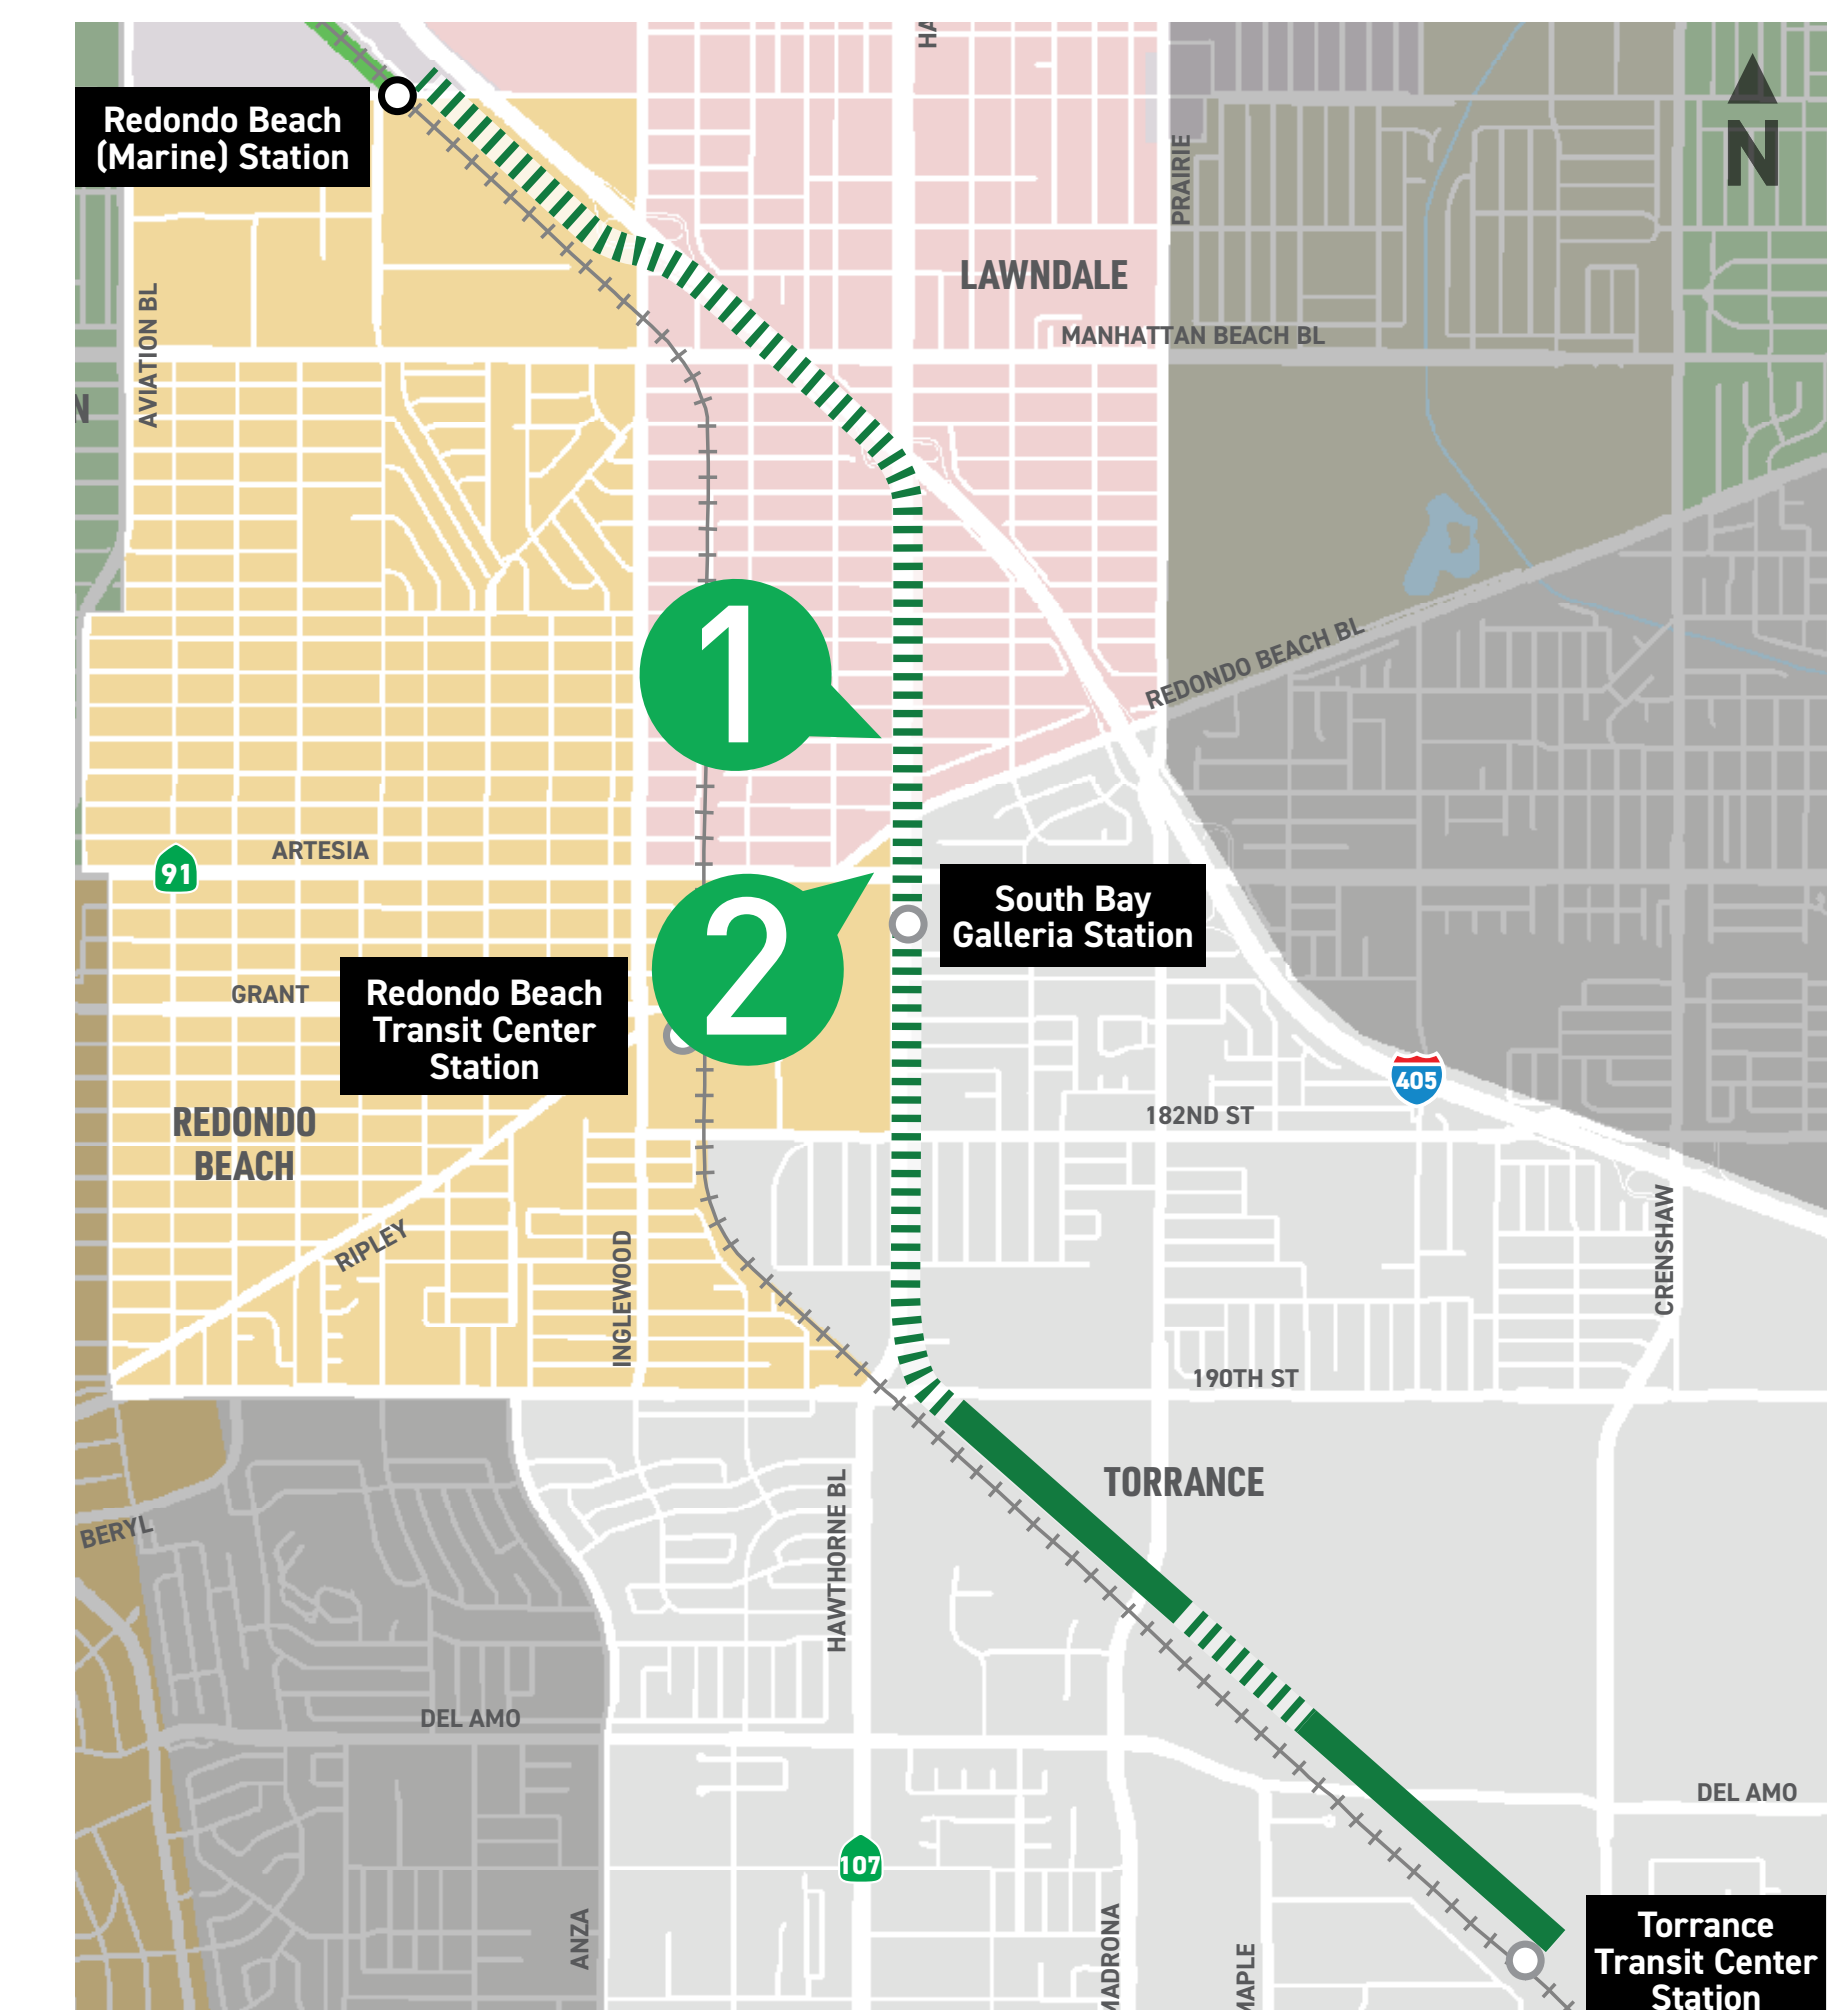 HA
N
Redondo Beach
(Marine) Station
PRAIRIE
LAWNDALE
MANHATTAN BEACH BL
AVIATION BL
N
1
REDONDO BEACH BL
ARTESIA
91
2
South Bay
Galleria Station
GRANT
Redondo Beach
Transit Center
Station
405
182ND ST
REDONDO
BEACH
RIPLEY
INGLEWOOD
CRENSHAW
190TH ST
TORRANCE
HAWTHORNE BL
BERYL
DEL AMO
DEL AMO
107
ANZA
MADRONA
MAPLE
Torrance
Transit Center
Station